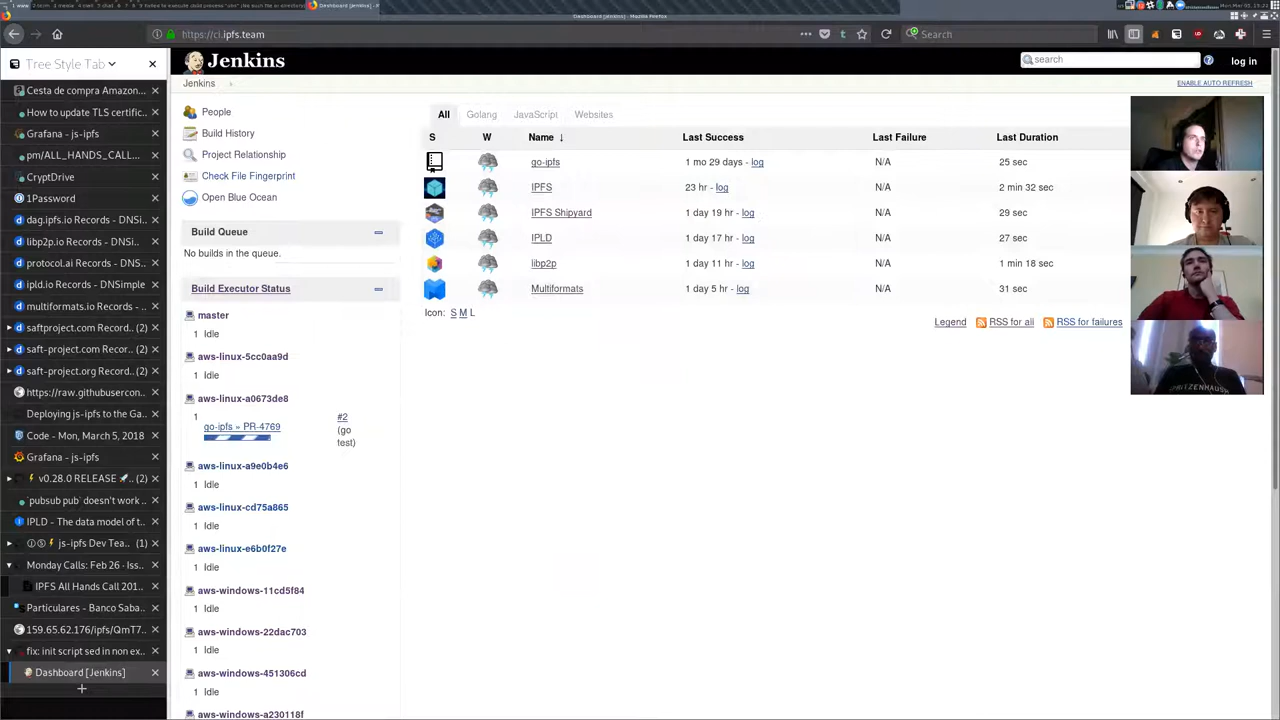 Dashboard [Jenkins] - Mozilla Firefox
https://ci.ipfs.team
Search
Tree Style Tab
Cesta de compra Amazon...
How to update TLS certific...
Grafana - js-ipfs
pm/ALL_HANDS_CALL...
CryptDrive
1Password
dag.ipfs.io Records - DNSi...
libp2p.io Records - DNSim...
protocol.ai Records - DNSi...
ipld.io Records - DNSimple
multiformats.io Records - ...
saftproject.com Recor... (2)
saft-project.com Recor... (2)
saft-project.org Record... (2)
https://raw.githubusercon...
Deploying js-ipfs to the Ga...
Code - Mon, March 5, 2018
Grafana - js-ipfs
v0.28.0 RELEASE 🚀... (2)
`pubsub pub` doesn't work ...
IPLD - The data model of t...
js-ipfs Dev Tea... (1)
Monday Calls: Feb 26 · Iss...
IPFS All Hands Call 201...
Particulares - Banco Saba...
159.65.62.176/ipfs/QmT7...
fix: init script sed in non ex...
Dashboard [Jenkins]
Jenkins
search
log in
Jenkins
ENABLE AUTO REFRESH
People
Build History
Project Relationship
Check File Fingerprint
Open Blue Ocean
Build Queue
No builds in the queue.
Build Executor Status
master
1 Idle
aws-linux-5cc0aa9d
1 Idle
aws-linux-a0673de8
1 go-ipfs » PR-4769 #2 (go test)
aws-linux-a9e0b4e6
1 Idle
aws-linux-cd75a865
1 Idle
aws-linux-e6b0f27e
1 Idle
aws-windows-11cd5f84
1 Idle
aws-windows-22dac703
1 Idle
aws-windows-451306cd
1 Idle
aws-windows-a230118f
All Golang JavaScript Websites
S W Name ↓ Last Success Last Failure Last Duration
go-ipfs 1 mo 29 days - log N/A 25 sec
IPFS 23 hr - log N/A 2 min 32 sec
IPFS Shipyard 1 day 19 hr - log N/A 29 sec
IPLD 1 day 17 hr - log N/A 27 sec
libp2p 1 day 11 hr - log N/A 1 min 18 sec
Multiformats 1 day 5 hr - log N/A 31 sec
Icon: S M L
Legend RSS for all RSS for failures